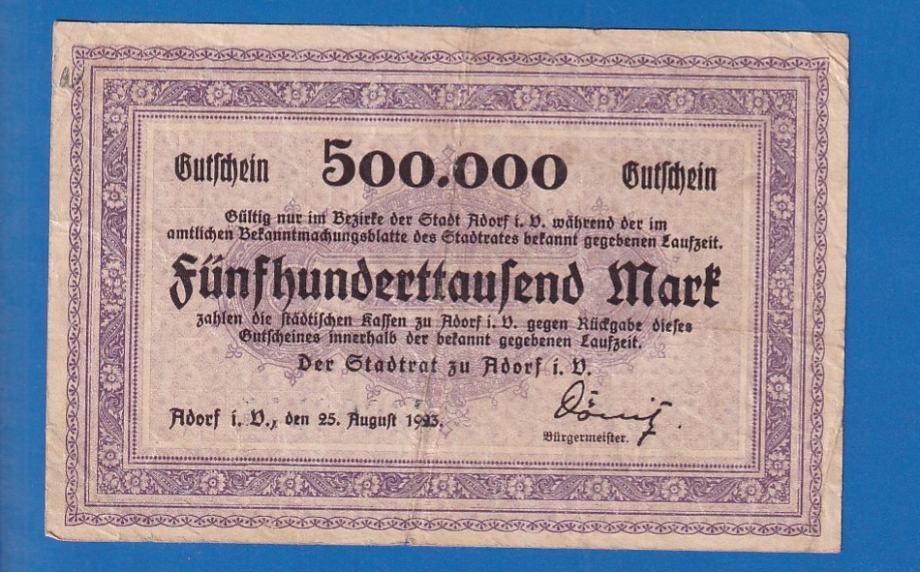 Gutschein 500.000 Gutschein
Gültig nur im Bezirke der Stadt Adorf i. V. während der im
amtlichen Bekanntmachungsblatte des Stadtrates bekannt gegebenen Laufzeit.
Fünfhunderttausend Mark
zahlen die städtischen Kassen zu Adorf i. V. gegen Rückgabe dieses
Gutscheines innerhalb der bekannt gegebenen Laufzeit.
Der Stadtrat zu Adorf i. V.
Adorf i. V., den 25. August 1923.
Bürgermeister.